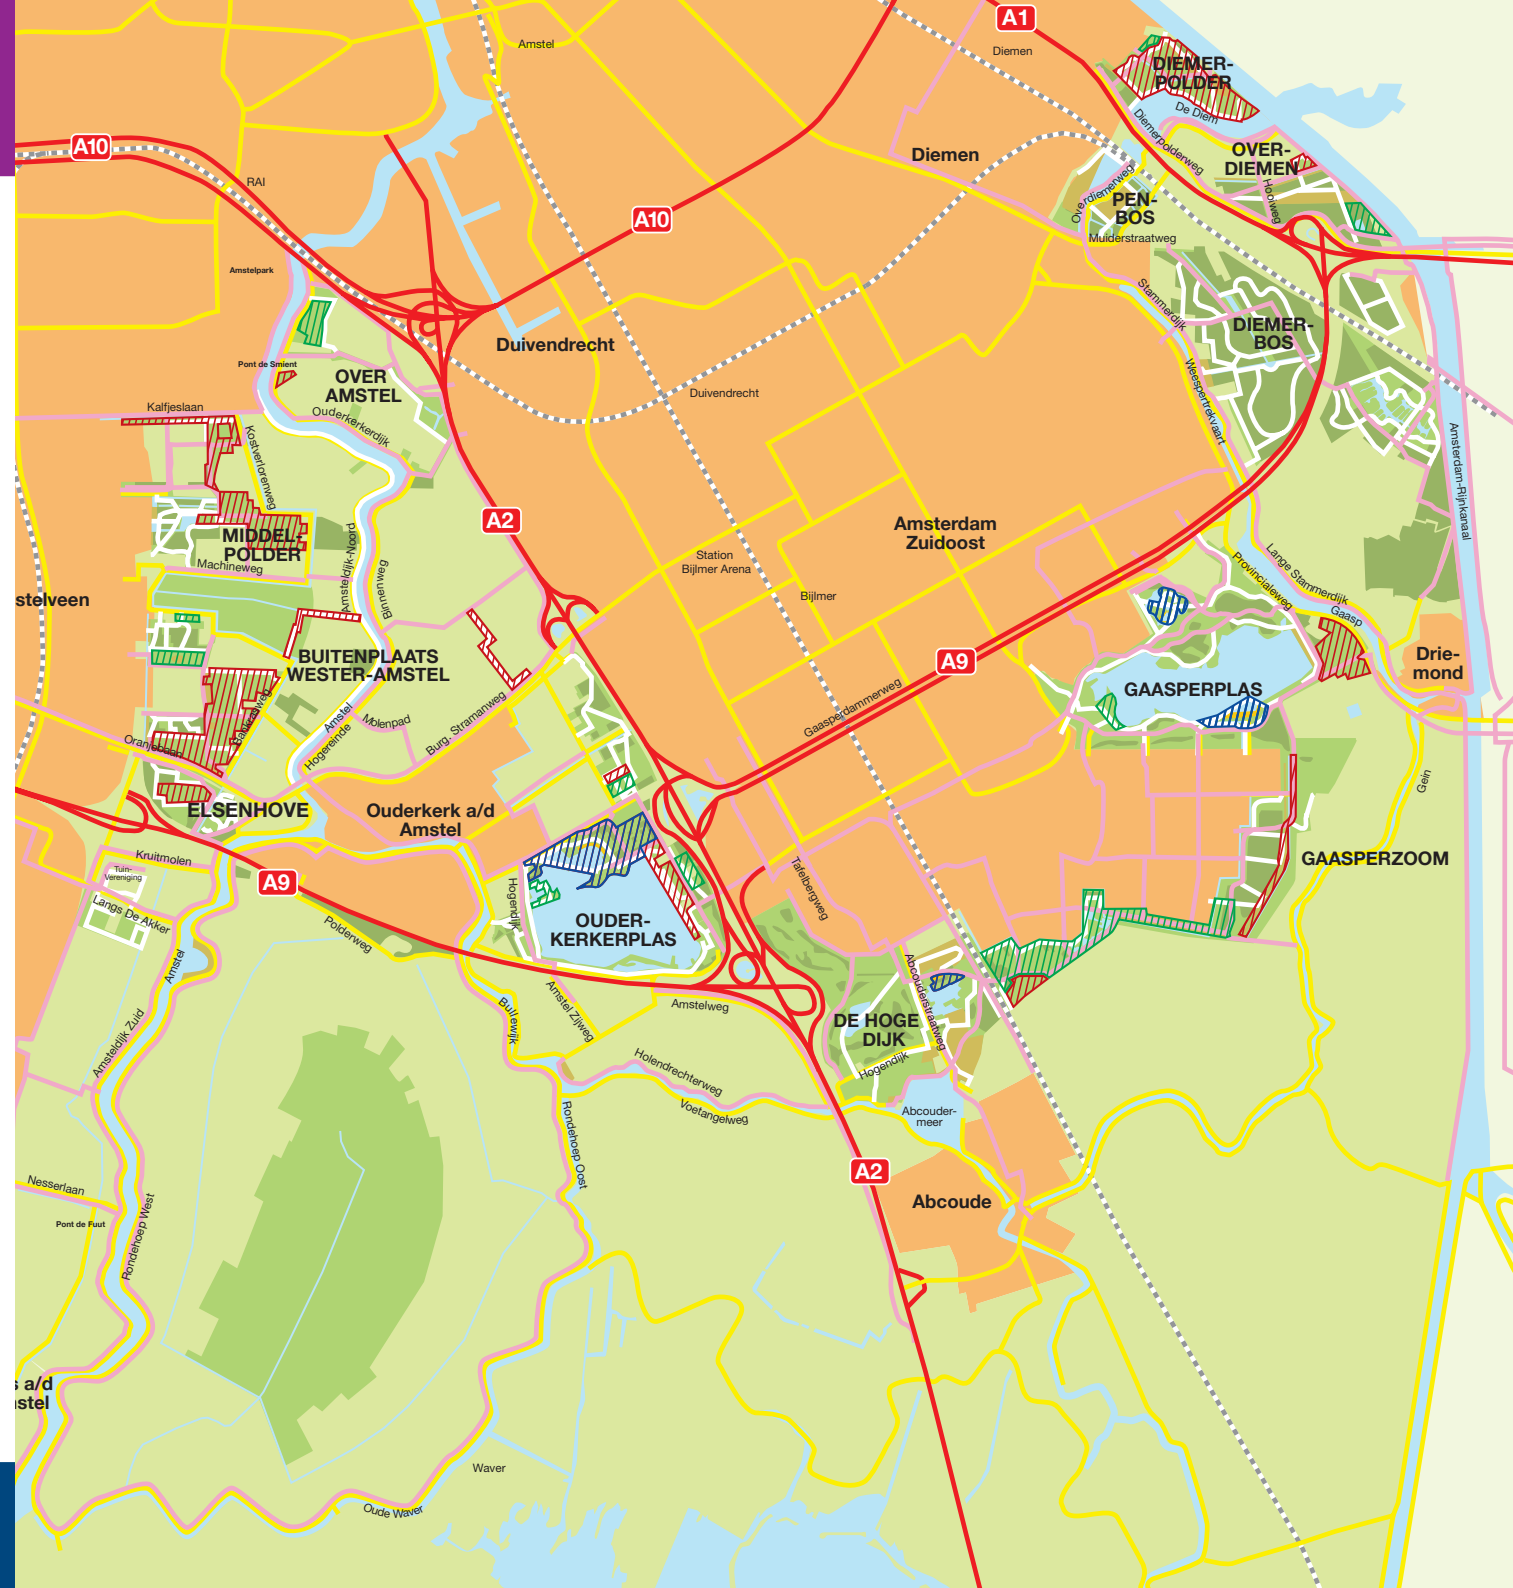 A1
Amstel
Diemen
DIEMER-
POLDER
De Diem
Diemerpolderweg
A10
Diemen
OVER-
DIEMEN
RAI
Overdiemerweg
Hooiweg
PEN-
BOS
A10
Muiderstraatweg
Amstelpark
Stammerdijk
DIEMER-
BOS
Duivendrecht
Pont de Smient
OVER
AMSTEL
Weespertrekvaart
Duivendrecht
Kalfjeslaan
Ouderkerkerdijk
Kostverlorenweg
Amsterdam-Rijnkanaal
A2
Amsterdam
Zuidoost
MIDDEL-
POLDER
Machineweg
Amsteldijk-Noord
Binnenweg
Station
Bijlmer Arena
Bijlmer
Lange Stammerdijk
Provincialeweg
Gaasp
stelveen
BUITENPLAATS
WESTER-AMSTEL
A9
Drie-
mond
GAASPERPLAS
Gaasperdammerweg
Bankrasweg
Amstel
Molenpad
Burg. Stramanweg
Hogereinde
Oranjebaan
Gein
ELSENHOVE
Ouderkerk a/d
Amstel
Kruitmolen
Tuin-
Vereniging
GAASPERZOOM
A9
Hogendijk
Tafelbergweg
Langs De Akker
OUDER-
KERKERPLAS
Polderweg
Amstel
Abcouderstraatweg
Amstel Zijweg
Bullewijk
Amstelweg
DE HOGE
DIJK
Amsteldijk Zuid
Hogendijk
Holendrechterweg
Voetangelweg
Abcouder-
meer
Rondehoep Oost
A2
Nesserlaan
Abcoude
Pont de Fuut
Rondehoep West
s a/d
stel
Waver
Oude Waver